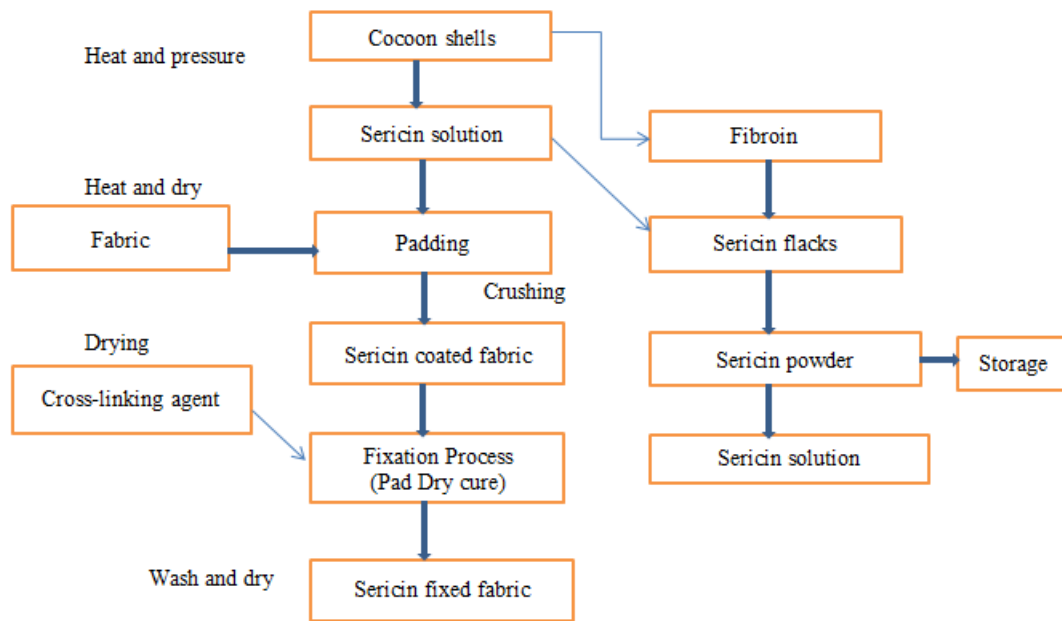 Cocoon shells
Heat and pressure
Sericin solution
Fibroin
Heat and dry
Fabric
Padding
Sericin flacks
Crushing
Drying
Sericin coated fabric
Sericin powder
Storage
Cross-linking agent
Fixation Process
(Pad Dry cure)
Sericin solution
Wash and dry
Sericin fixed fabric